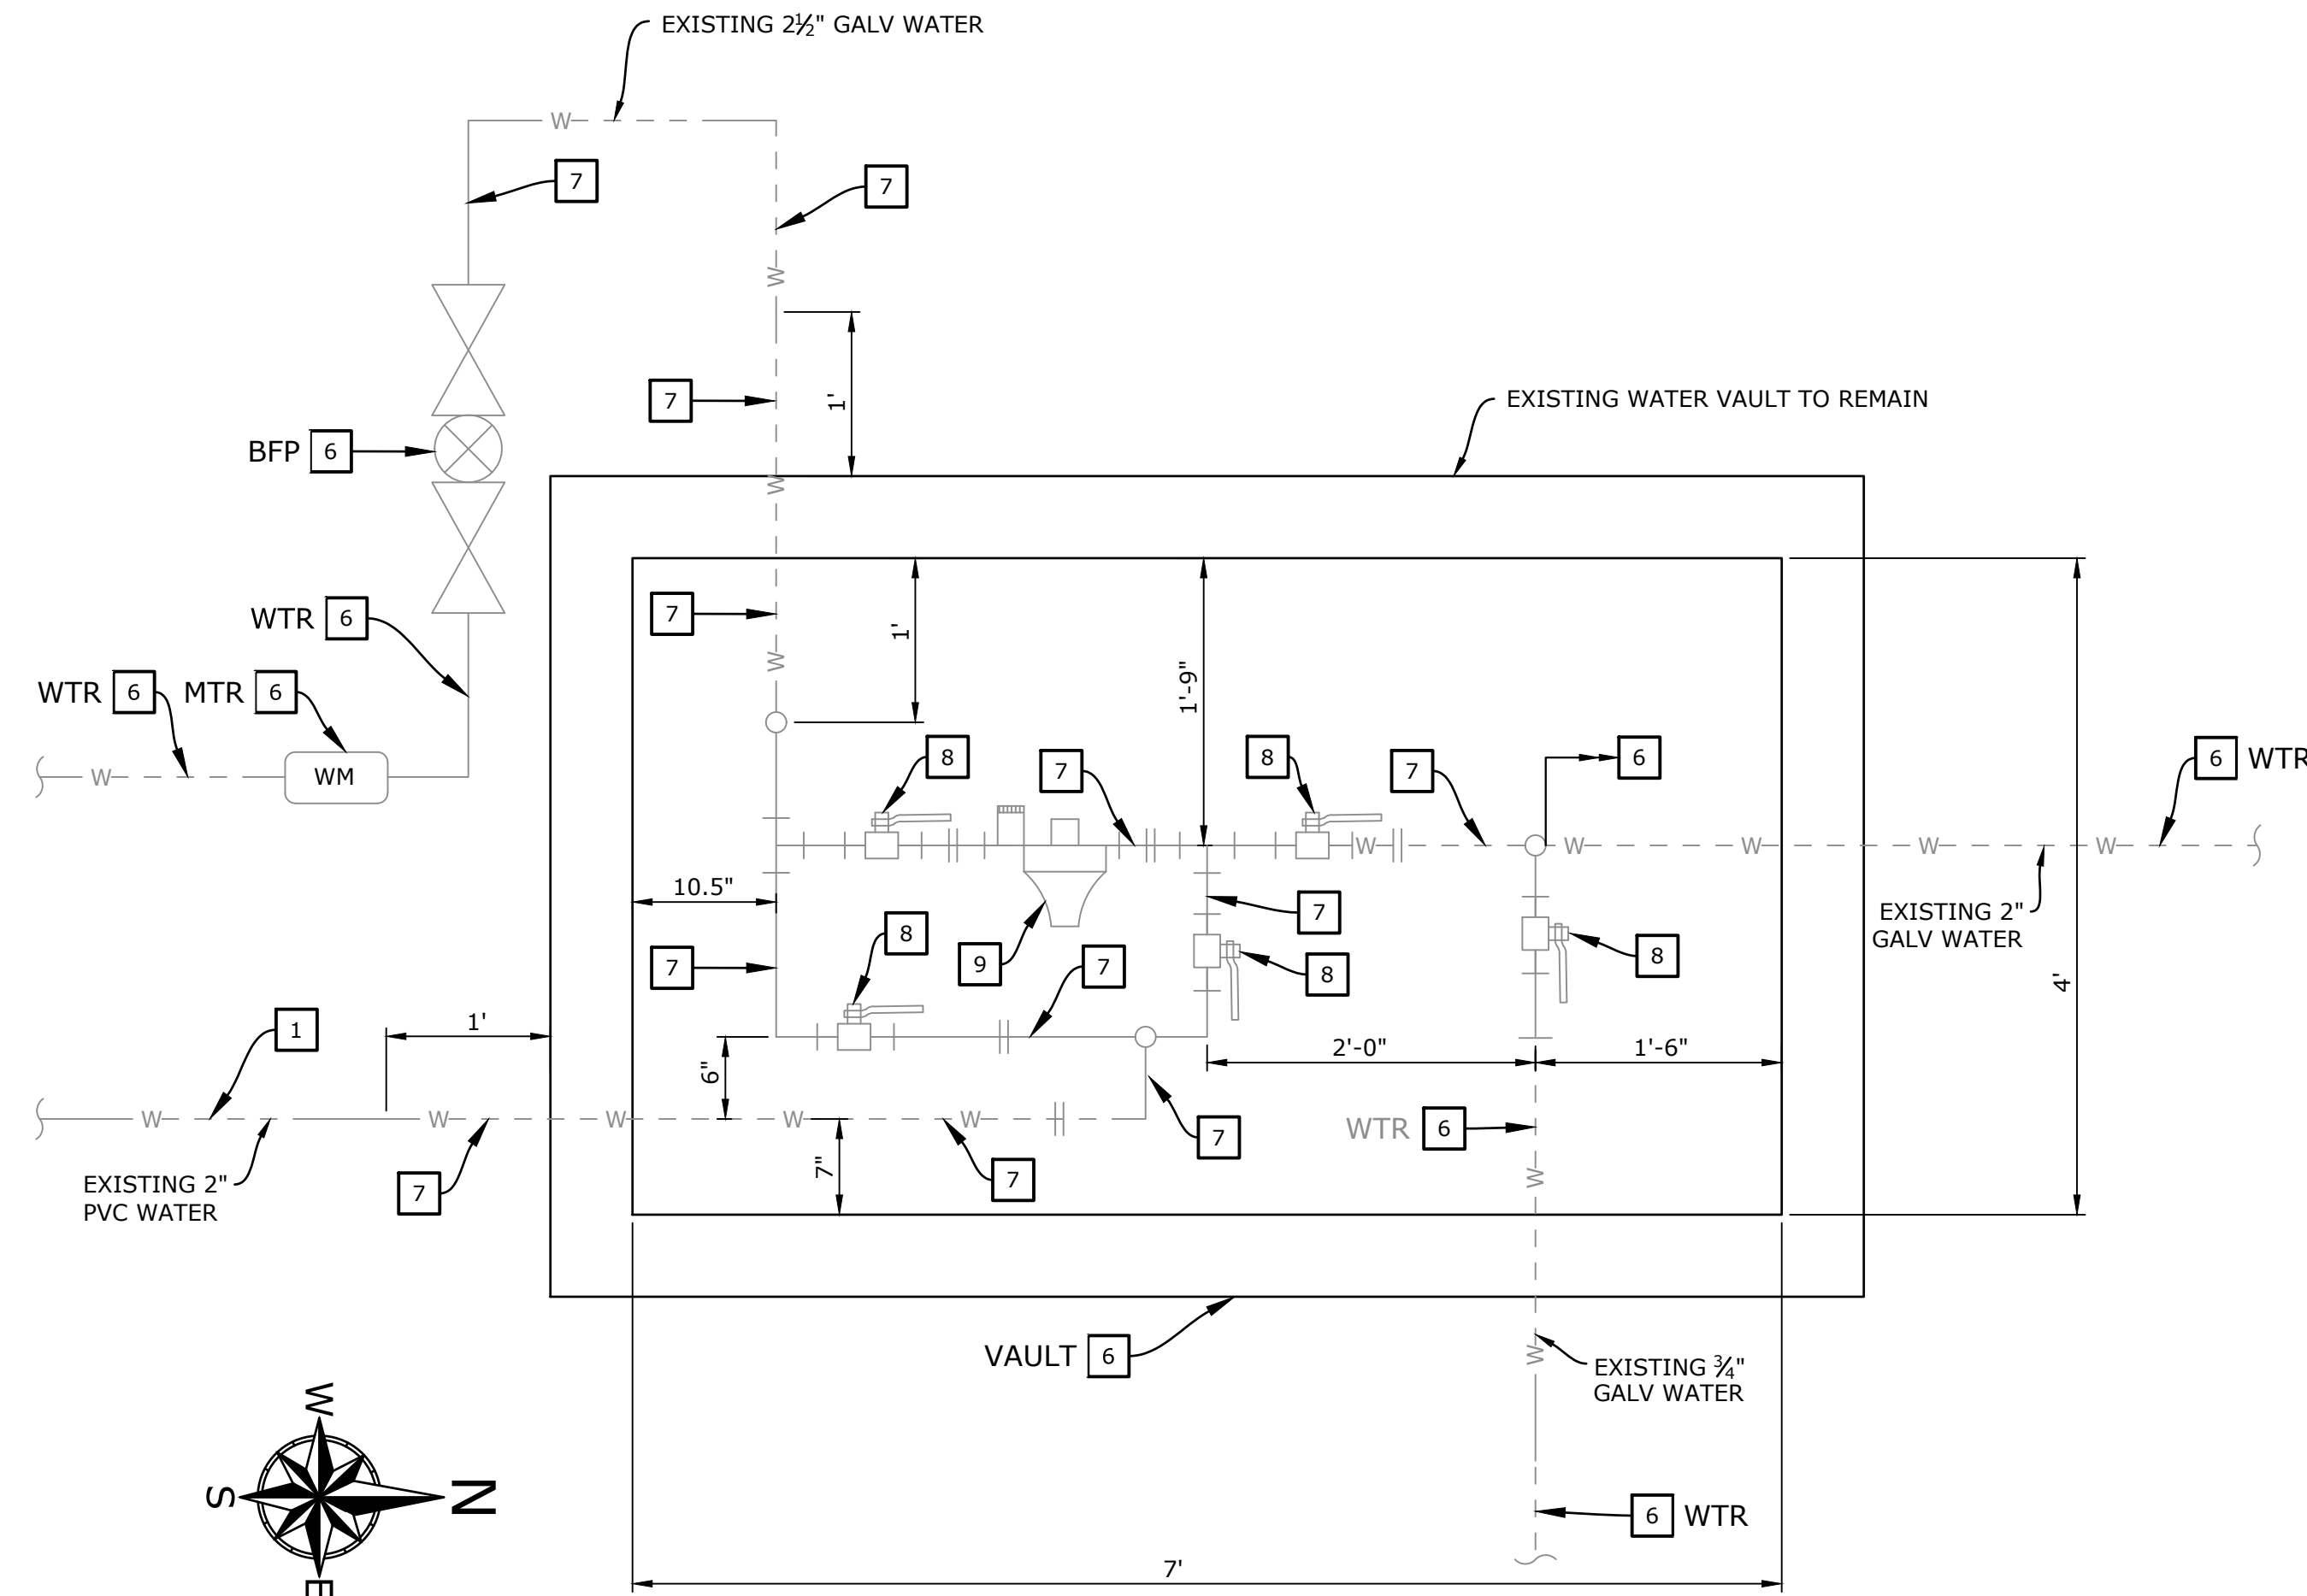 EXISTING 2½" GALV WATER
W
7
7
W
1'
7
EXISTING WATER VAULT TO REMAIN
BFP 6
W
7
WTR 6
1'
1'-9"
W
WTR 6 MTR 6
8
7
8
7
6
6 WTR
W
WM
W
W
W
W
W
10.5"
8
7
EXISTING 2"
GALV WATER
7
9
7
8
8
4'
1
1'
6"
2'-0"
1'-6"
W
W
W
W
W
WTR 6
7
7"
7
7
EXISTING 2"
PVC WATER
W
VAULT 6
W
EXISTING ¾"
GALV WATER
W
S
N
E
6 WTR
7'